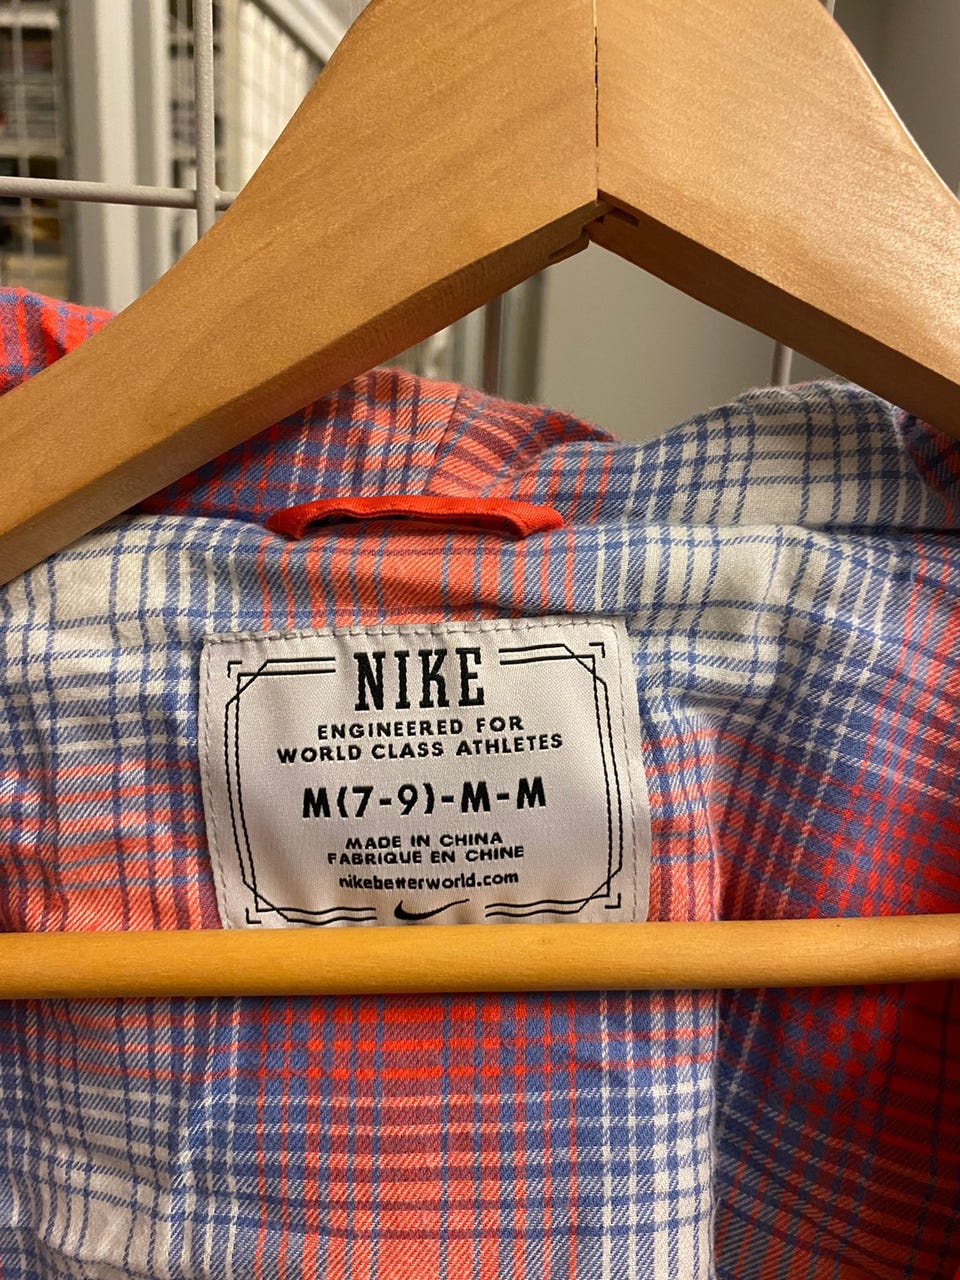 NIKE
ENGINEERED FOR
WORLD CLASS ATHLETES
M(7-9)-M-M
MADE IN CHINA
FABRIQUE EN CHINE
nikebetterworld.com